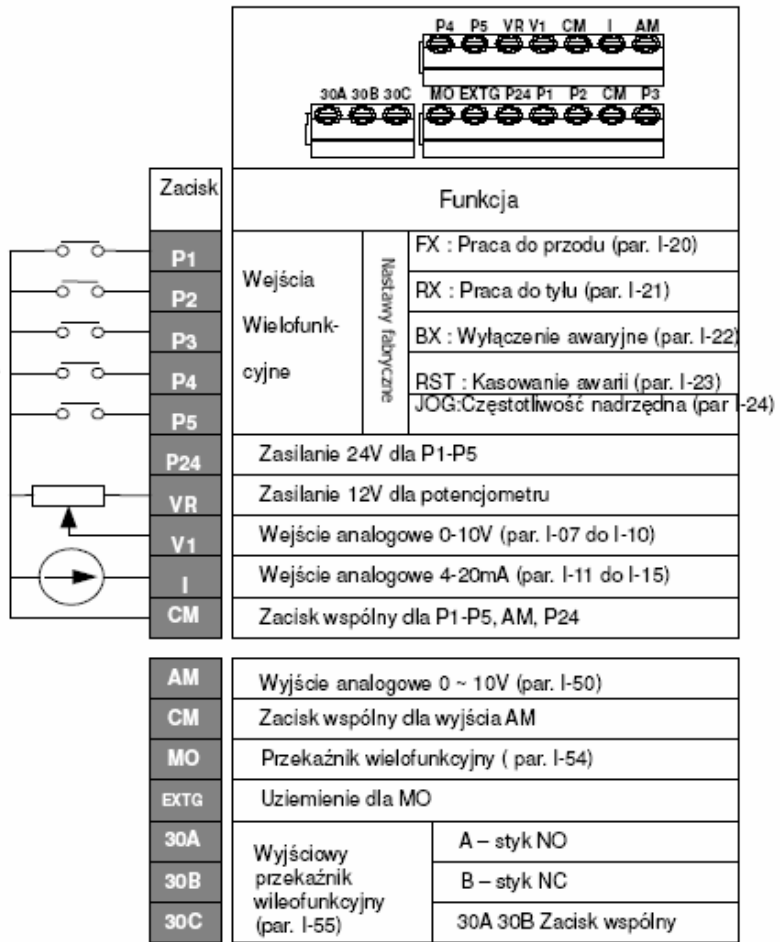 P4 P5 VR V1 CM I AM
30A 30B 30C MO EXTG P24 P1 P2 CM P3
Zacisk Funkcja
P1 FX : Praca do przodu (par. I-20)
P2 RX : Praca do tyłu (par. I-21)
P3 BX : Wyłączenie awaryjne (par. I-22)
P4 RST : Kasowanie awarii (par. I-23)
P5 JOG:Częstotliwość nadrzędna (par I-24)
Wejścia
Wielofunk-
cyjne
Nastawy fabryczne
P24 Zasilanie 24V dla P1-P5
VR Zasilanie 12V dla potencjometru
V1 Wejście analogowe 0-10V (par. I-07 do I-10)
I Wejście analogowe 4-20mA (par. I-11 do I-15)
CM Zacisk wspólny dla P1-P5, AM, P24
AM Wyjście analogowe 0 ~ 10V (par. I-50)
CM Zacisk wspólny dla wyjścia AM
MO Przekaźnik wielofunkcyjny ( par. I-54)
EXTG Uziemienie dla MO
30A A – styk NO
30B B – styk NC
30C 30A 30B Zacisk wspólny
Wyjściowy
przekaźnik
wileofunkcyjny
(par. I-55)